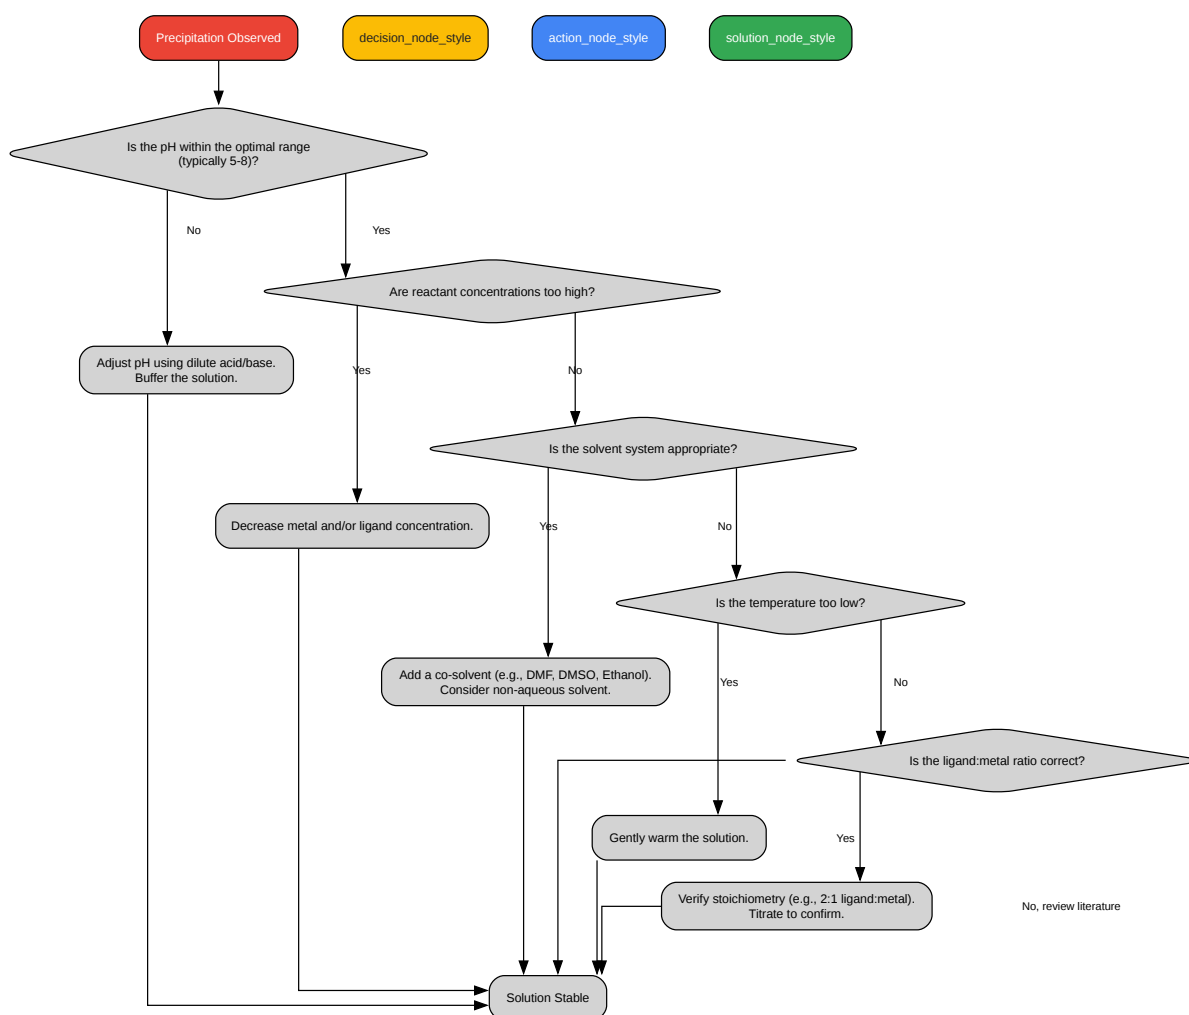 Precipitation Observed
decision_node_style
action_node_style
solution_node_style
Is the pH within the optimal range
(typically 5-8)?
No
Yes
Are reactant concentrations too high?
Adjust pH using dilute acid/base.
Buffer the solution.
Yes
No
Is the solvent system appropriate?
Decrease metal and/or ligand concentration.
Yes
No
Is the temperature too low?
Add a co-solvent (e.g., DMF, DMSO, Ethanol).
Consider non-aqueous solvent.
Yes
No
Is the ligand:metal ratio correct?
Gently warm the solution.
Yes
Verify stoichiometry (e.g., 2:1 ligand:metal).
Titrate to confirm.
No, review literature
Solution Stable